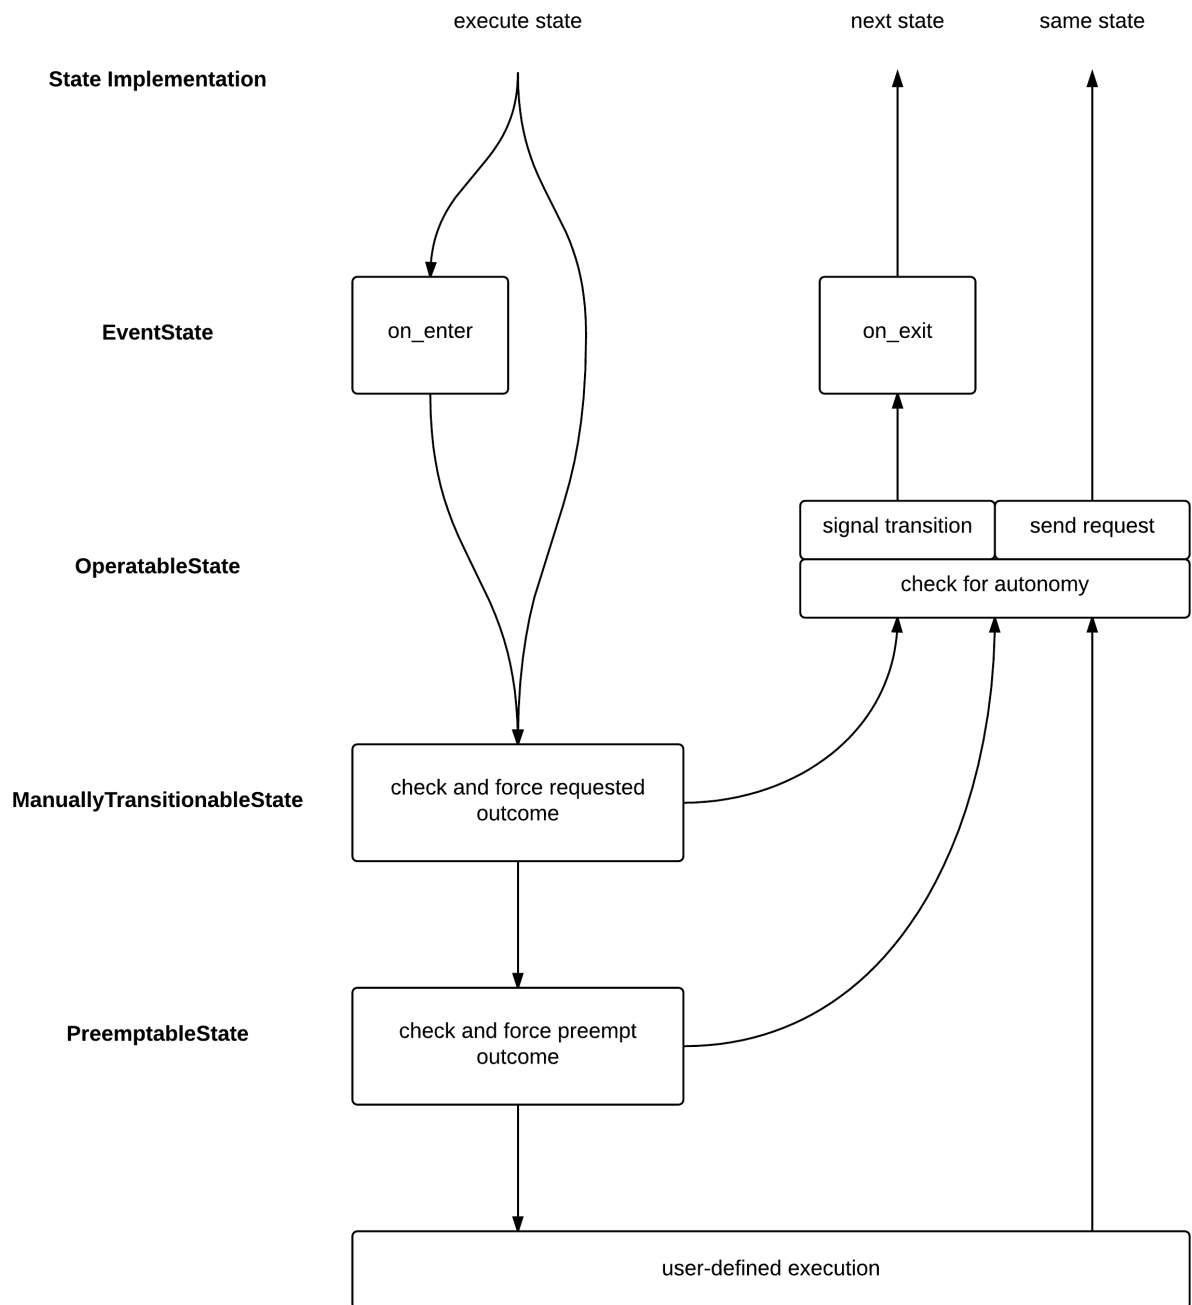 execute state
next state
same state
State Implementation
EventState
on_enter
on_exit
signal transition
send request
OperatableState
check for autonomy
ManuallyTransitionableState
check and force requested
outcome
PreemptableState
check and force preempt
outcome
user-defined execution